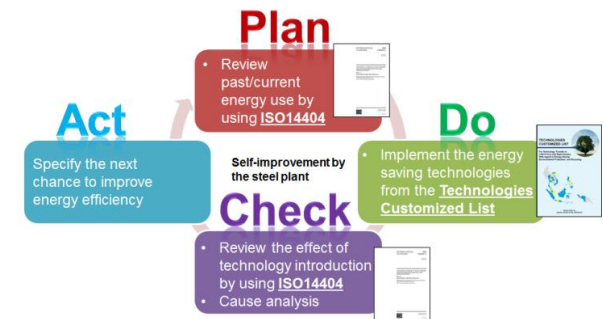 Plan
• Review
past/current
energy use by
using ISO14404
Act
Specify the next
chance to improve
energy efficiency
Self-improvement by
the steel plant
Do
• Implement the energy
saving technologies
from the Technologies
Customized List
TECHNOLOGIES
CUSTOMIZED LIST
Check
• Review the effect of
technology introduction
by using ISO14404
• Cause analysis